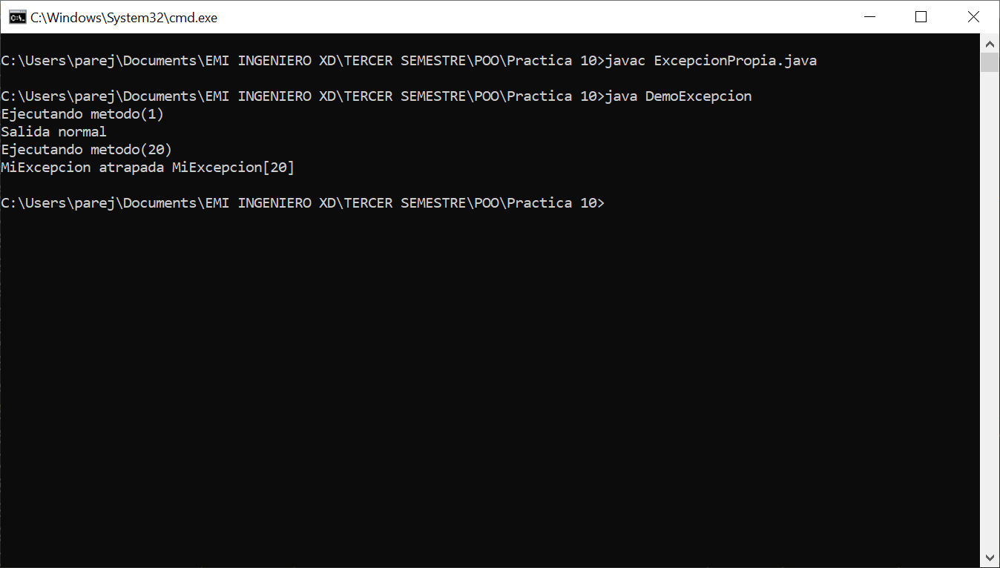 C:\Windows\System32\cmd.exe
C:\Users\parej\Documents\EMI INGENIERO XD\TERCER SEMESTRE\POO\Practica 10>javac ExcepcionPropia.java
C:\Users\parej\Documents\EMI INGENIERO XD\TERCER SEMESTRE\POO\Practica 10>java DemoExcepcion
Ejecutando metodo(1)
Salida normal
Ejecutando metodo(20)
MiExcepcion atrapada MiExcepcion[20]
C:\Users\parej\Documents\EMI INGENIERO XD\TERCER SEMESTRE\POO\Practica 10>